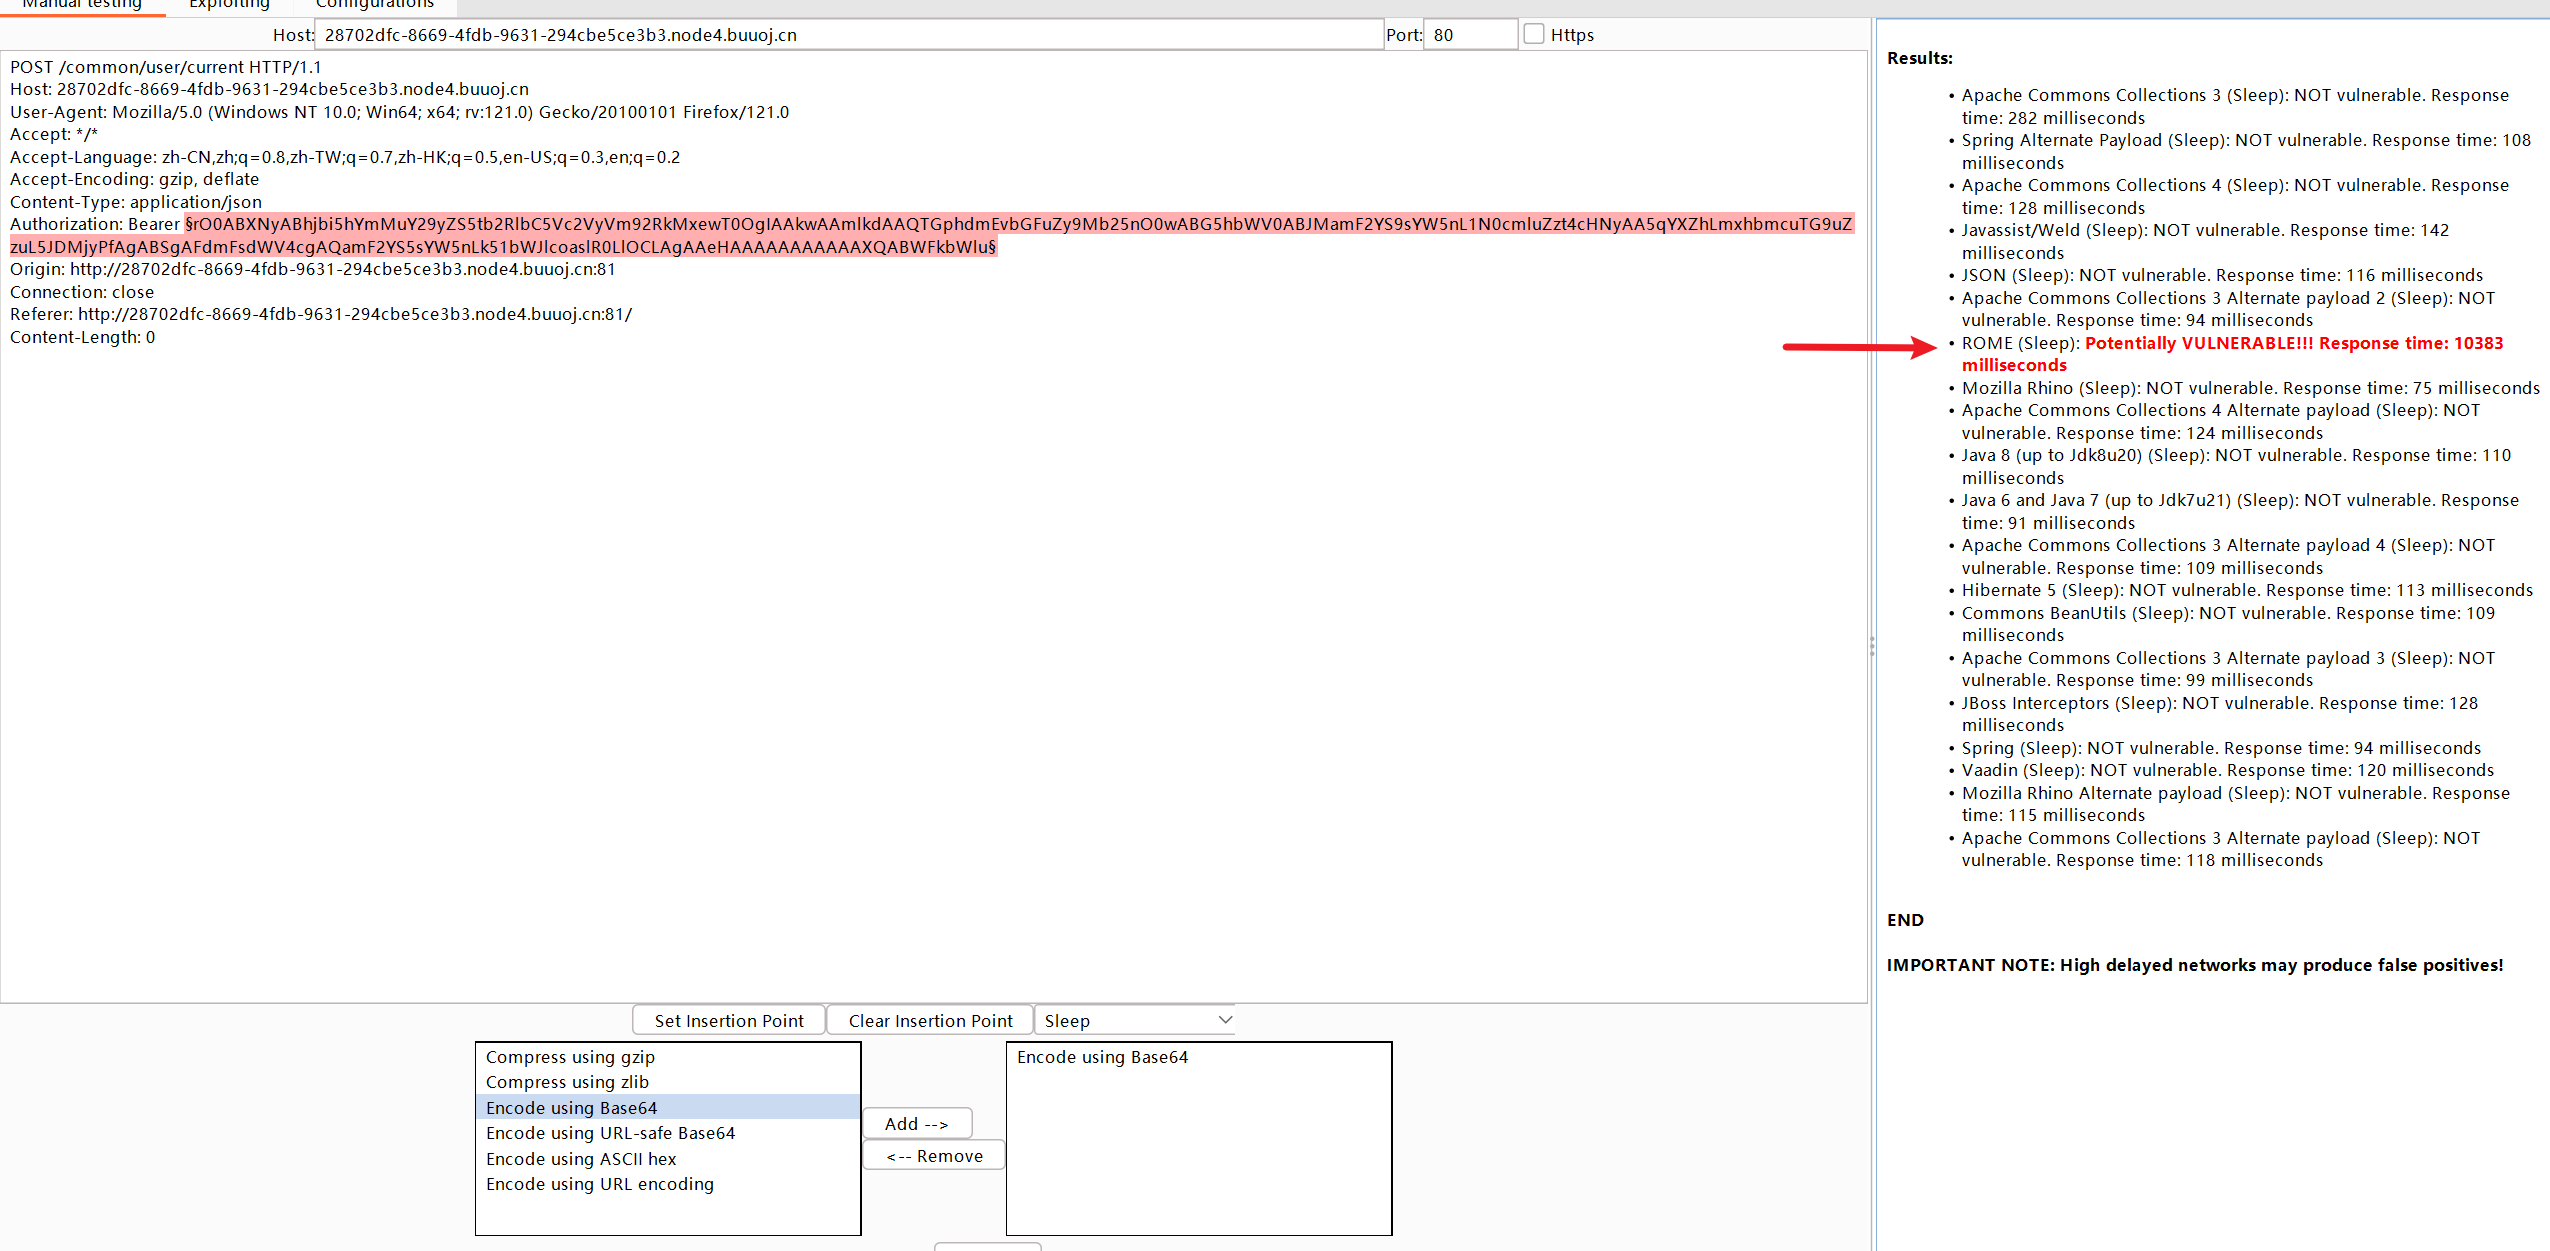 Manual testing
Exploiting
Configurations
Host: 28702dfc-8669-4fdb-9631-294cbe5ce3b3.node4.buuoj.cn
Port: 80
Https
POST /common/user/current HTTP/1.1
Host: 28702dfc-8669-4fdb-9631-294cbe5ce3b3.node4.buuoj.cn
User-Agent: Mozilla/5.0 (Windows NT 10.0; Win64; x64; rv:121.0) Gecko/20100101 Firefox/121.0
Accept: */*
Accept-Language: zh-CN,zh;q=0.8,zh-TW;q=0.7,zh-HK;q=0.5,en-US;q=0.3,en;q=0.2
Accept-Encoding: gzip, deflate
Content-Type: application/json
Authorization: Bearer §rO0ABXNyABhjbi5hYmMuY29yZS5tb2RlbC5Vc2VyVm92RkMxewT0OgIAAkwAAmlkdAAQTGphdmEvbGFuZy9Mb25nO0wABG5hbWV0ABJMamF2YS9sYW5nL1N0cmluZzt4cHNyAA5qYXZhLmxhbmcuTG9uZ
zuL5JDMjyPfAgABSgAFdmFsdWV4cgAQamF2YS5sYW5nLk51bWJlcoaslR0LlOCLAgAAeHAAAAAAAAAAAXQABWFkbWlu§
Origin: http://28702dfc-8669-4fdb-9631-294cbe5ce3b3.node4.buuoj.cn:81
Connection: close
Referer: http://28702dfc-8669-4fdb-9631-294cbe5ce3b3.node4.buuoj.cn:81/
Content-Length: 0
Set Insertion Point
Clear Insertion Point
Sleep
Compress using gzip
Compress using zlib
Encode using Base64
Encode using URL-safe Base64
Encode using ASCII hex
Encode using URL encoding
Add -->
<-- Remove
Encode using Base64
Results:
• Apache Commons Collections 3 (Sleep): NOT vulnerable. Response
time: 282 milliseconds
• Spring Alternate Payload (Sleep): NOT vulnerable. Response time: 108
milliseconds
• Apache Commons Collections 4 (Sleep): NOT vulnerable. Response
time: 128 milliseconds
• Javassist/Weld (Sleep): NOT vulnerable. Response time: 142
milliseconds
• JSON (Sleep): NOT vulnerable. Response time: 116 milliseconds
• Apache Commons Collections 3 Alternate payload 2 (Sleep): NOT
vulnerable. Response time: 94 milliseconds
• ROME (Sleep): Potentially VULNERABLE!!! Response time: 10383
milliseconds
• Mozilla Rhino (Sleep): NOT vulnerable. Response time: 75 milliseconds
• Apache Commons Collections 4 Alternate payload (Sleep): NOT
vulnerable. Response time: 124 milliseconds
• Java 8 (up to Jdk8u20) (Sleep): NOT vulnerable. Response time: 110
milliseconds
• Java 6 and Java 7 (up to Jdk7u21) (Sleep): NOT vulnerable. Response
time: 91 milliseconds
• Apache Commons Collections 3 Alternate payload 4 (Sleep): NOT
vulnerable. Response time: 109 milliseconds
• Hibernate 5 (Sleep): NOT vulnerable. Response time: 113 milliseconds
• Commons BeanUtils (Sleep): NOT vulnerable. Response time: 109
milliseconds
• Apache Commons Collections 3 Alternate payload 3 (Sleep): NOT
vulnerable. Response time: 99 milliseconds
• JBoss Interceptors (Sleep): NOT vulnerable. Response time: 128
milliseconds
• Spring (Sleep): NOT vulnerable. Response time: 94 milliseconds
• Vaadin (Sleep): NOT vulnerable. Response time: 120 milliseconds
• Mozilla Rhino Alternate payload (Sleep): NOT vulnerable. Response
time: 115 milliseconds
• Apache Commons Collections 3 Alternate payload (Sleep): NOT
vulnerable. Response time: 118 milliseconds
END
IMPORTANT NOTE: High delayed networks may produce false positives!